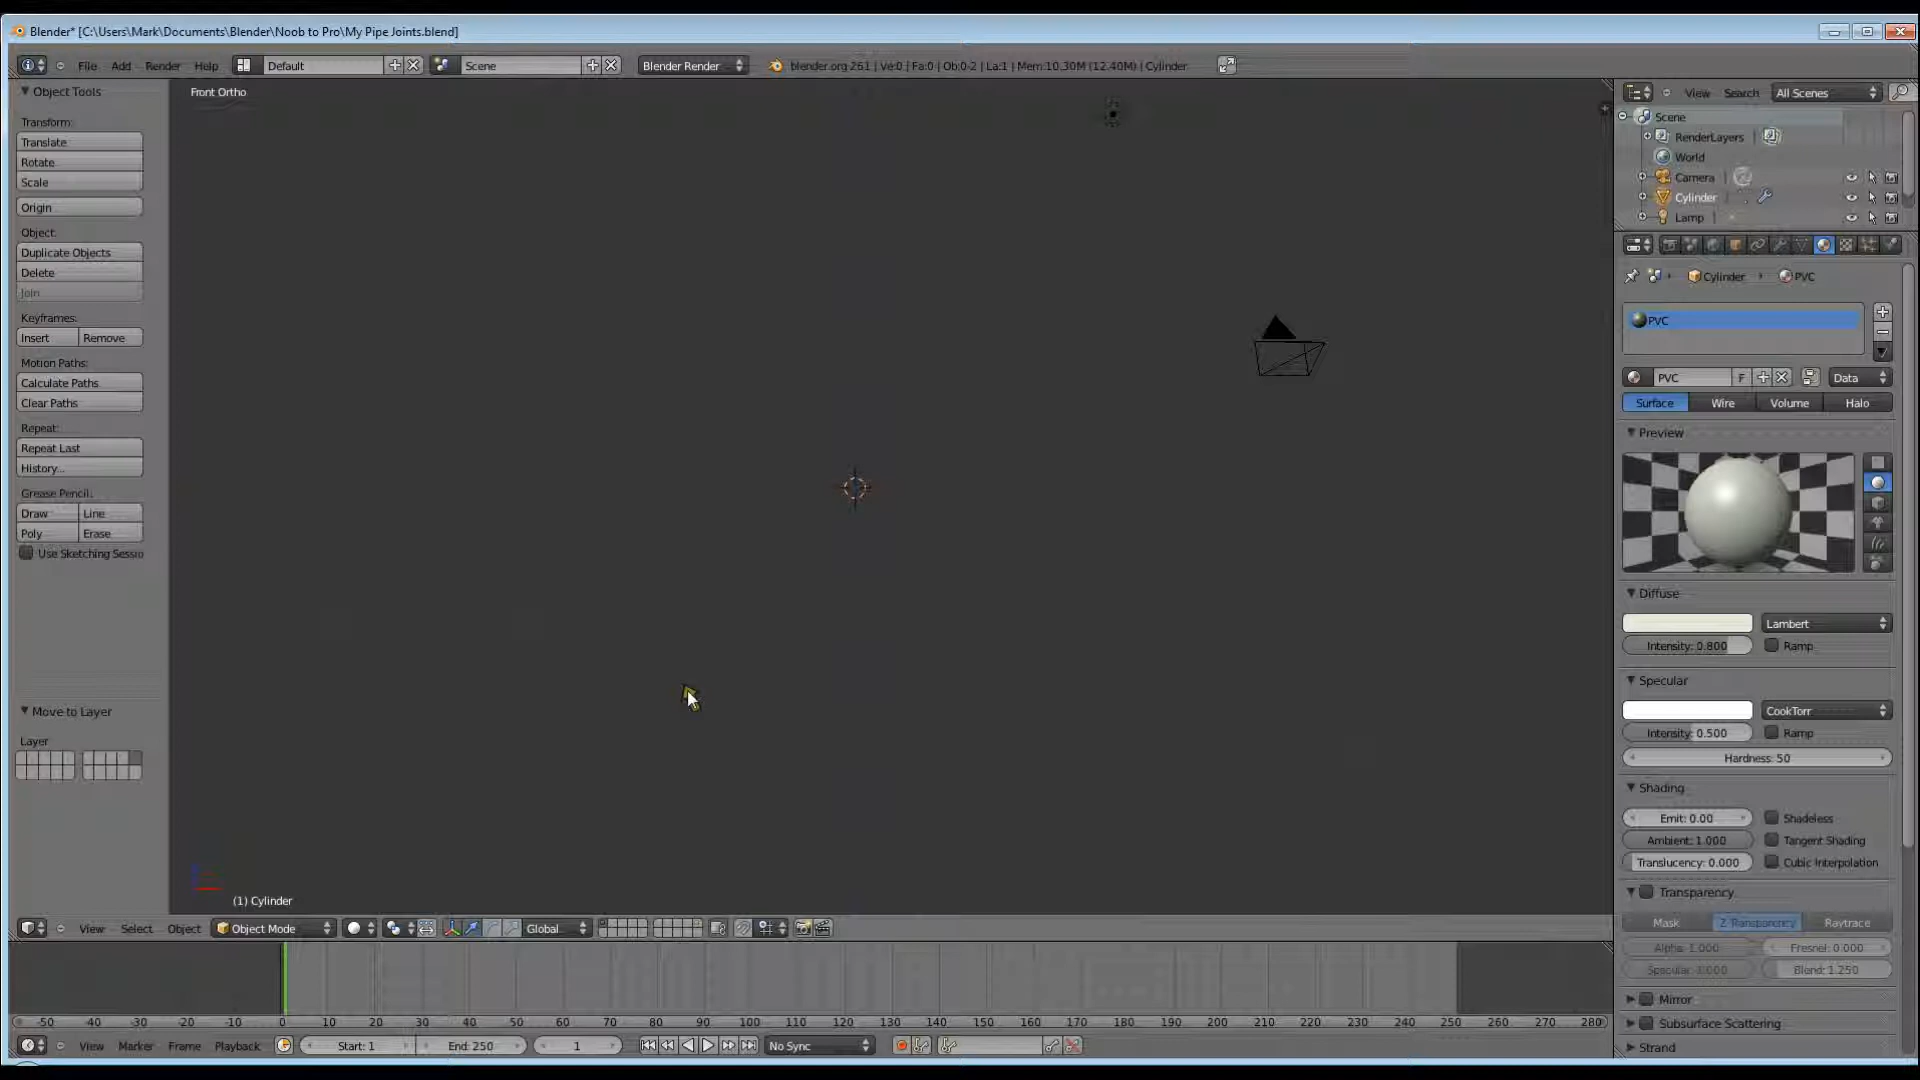 Blender* [C:\Users\Mark\Documents\Blender\Noob to Pro\My Pipe Joints.blend]
File Add Render Help Default Scene Blender Render blender.org 261 | Ve:0 | Fa:0 | Ob:0-2 | La:1 | Mem:10.30M (12.40M) | Cylinder
Object Tools
Transform:
Translate
Rotate
Scale
Origin
Object:
Duplicate Objects
Delete
Join
Keyframes:
Insert Remove
Motion Paths:
Calculate Paths
Clear Paths
Repeat:
Repeat Last
History...
Grease Pencil:
Draw Line
Poly Erase
Use Sketching Sessio
Move to Layer
Layer
Front Ortho
(1) Cylinder
View Select Object Object Mode Global
-50 -40 -30 -20 -10 0 10 20 30 40 50 60 70 80 90 100 110 120 130 140 150 160 170 180 190 200 210 220 230 240 250 260 270 280
View Marker Frame Playback Start: 1 End: 250 1 No Sync
View Search All Scenes
Scene
RenderLayers
World
Camera
Cylinder
Lamp
Cylinder PVC
PVC
PVC F Data
Surface Wire Volume Halo
Preview
Diffuse
Lambert
Intensity: 0.800 Ramp
Specular
CookTorr
Intensity: 0.500 Ramp
Hardness: 50
Shading
Emit: 0.00 Shadeless
Ambient: 1.000 Tangent Shading
Translucency: 0.000 Cubic Interpolation
Transparency
Mask Z Transparency Raytrace
Alpha: 1.000 Fresnel: 0.000
Specular: 1.000 Blend: 1.250
Mirror
Subsurface Scattering
Strand